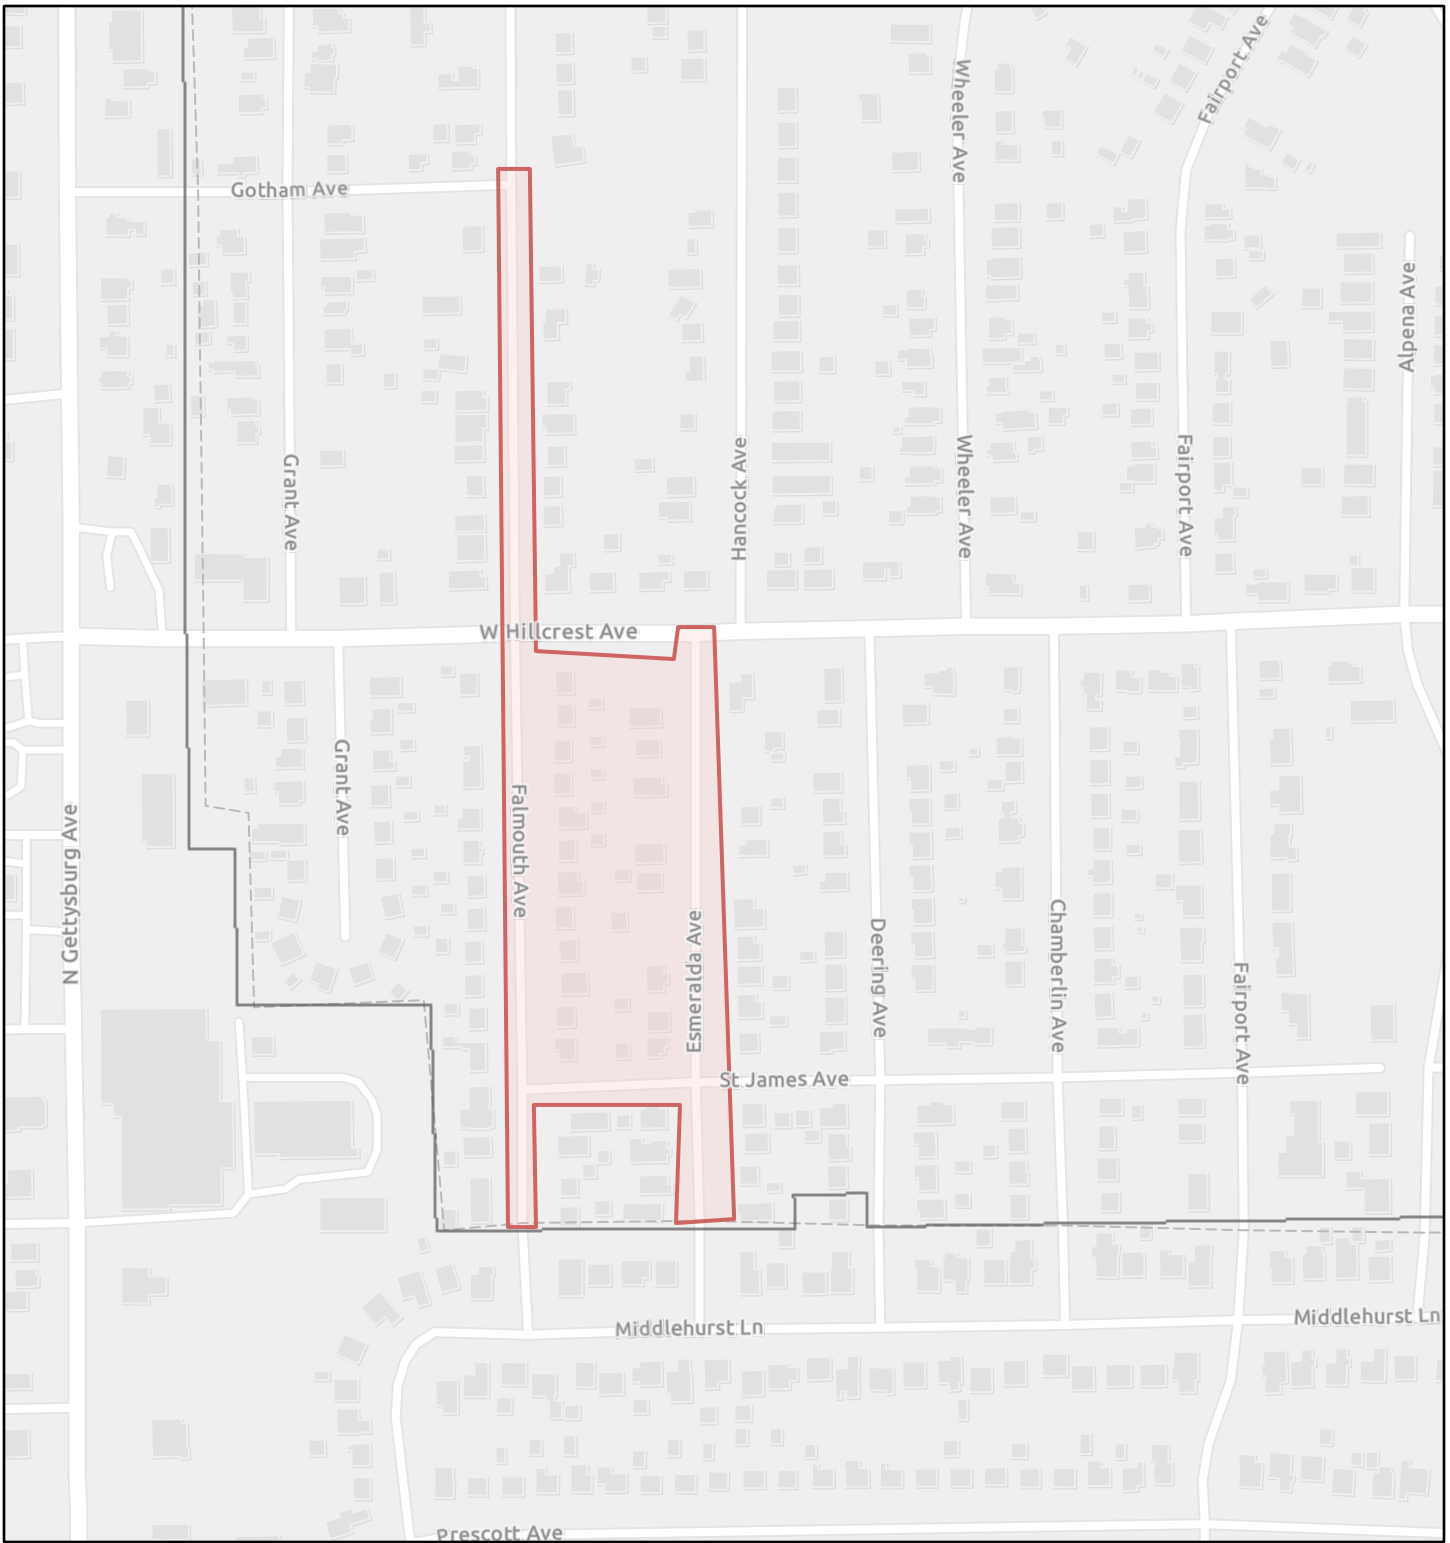 Fairport Ave
Wheeler Ave
Gotham Ave
Alpena Ave
Grant Ave
Hancock Ave
Wheeler Ave
Fairport Ave
W Hillcrest Ave
Grant Ave
Falmouth Ave
N Gettysburg Ave
Esmeralda Ave
Deering Ave
Chamberlin Ave
Fairport Ave
St James Ave
Middlehurst Ln
Middlehurst Ln
Prescott Ave